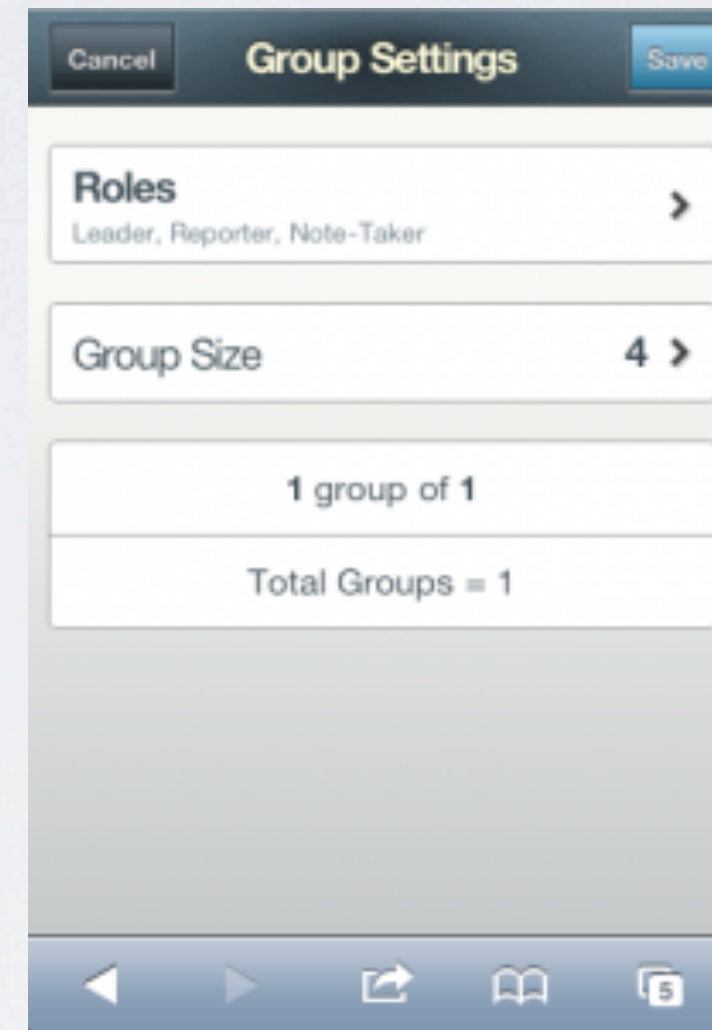 Cancel Group Settings Save
Roles
Leader, Reporter, Note-Taker
Group Size 4
1 group of 1
Total Groups = 1
5